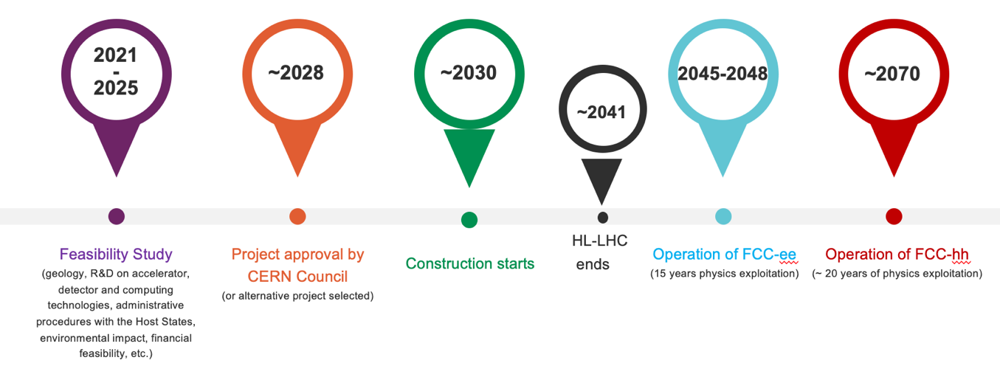 2021
-
2025
~2028
~2030
~2041
2045-2048
~2070
Feasibility Study
(geology, R&D on accelerator,
detector and computing
technologies, administrative
procedures with the Host States,
environmental impact, financial
feasibility, etc.)
Project approval by
CERN Council
(or alternative project selected)
Construction starts
HL-LHC
ends
Operation of FCC-ee
(15 years physics exploitation)
Operation of FCC-hh
(~ 20 years of physics exploitation)